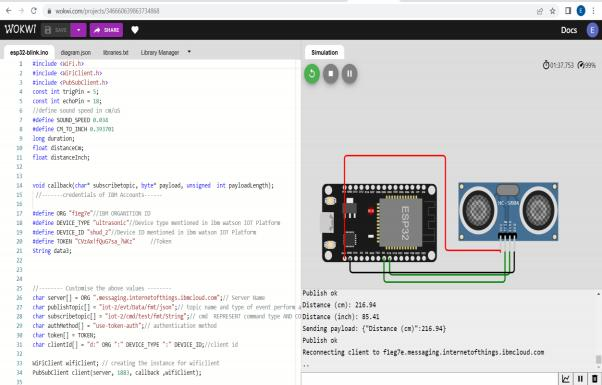 wokwi.com/projects/346660639863734868
WOKWI SAVE SHARE Docs E
esp32-blink.ino diagram.json libraries.txt Library Manager
Simulation
01:37.753 99%
1 #include <WiFi.h>
2 #include <WiFiClient.h>
3 #include <PubSubClient.h>
4 const int trigPin = 5;
5 const int echoPin = 18;
6 //define sound speed in cm/uS
7 #define SOUND_SPEED 0.034
8 #define CM_TO_INCH 0.393701
9 long duration;
10 float distanceCm;
11 float distanceInch;
12
13
14 void callback(char* subscribetopic, byte* payload, unsigned int payloadLength);
15 //-------credentials of IBM Accounts------
16
17 #define ORG "f1eg7e"//IBM ORGANITION ID
18 #define DEVICE_TYPE "ultrasonic"//Device type mentioned in ibm watson IOT Platform
19 #define DEVICE_ID "shud_2"//Device ID mentioned in ibm watson IOT Platform
20 #define TOKEN //Token
21 String data3;
22
23
24
25 //-------- Customise the above values --------
26 char server[] = ORG ".messaging.internetofthings.ibmcloud.com";// Server Name
27 char publishTopic[] = "iot-2/evt/Data/fmt/json";// topic name and type of event perform a
28 char subscribetopic[] = "iot-2/cmd/test/fmt/String";// cmd REPRESENT command type AND CO
29 char authMethod[] = "use-token-auth";// authentication method
30 char token[] = TOKEN;
31 char clientId[] = "d:" ORG ":" DEVICE_TYPE ":" DEVICE_ID;//client id
32
33 WiFiClient wifiClient; // creating the instance for wificlient
34 PubSubClient client(server, 1883, callback ,wifiClient);
ESP32
HC-SR04
Publish ok
Distance (cm): 216.94
Distance (inch): 85.41
Sending payload: {"Distance (cm)":216.94}
Publish ok
Reconnecting client to f1eg7e.messaging.internetofthings.ibmcloud.com
..